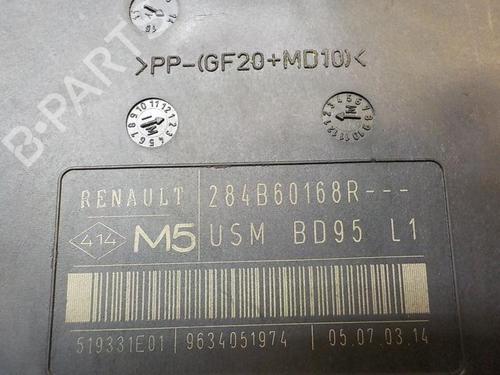 >PP-(GF20+MD10)<
B-PARTS
RENAULT 284B60168R---
414 M5 USM BD95 L1
519331E01 9634051974 05.07.03.14